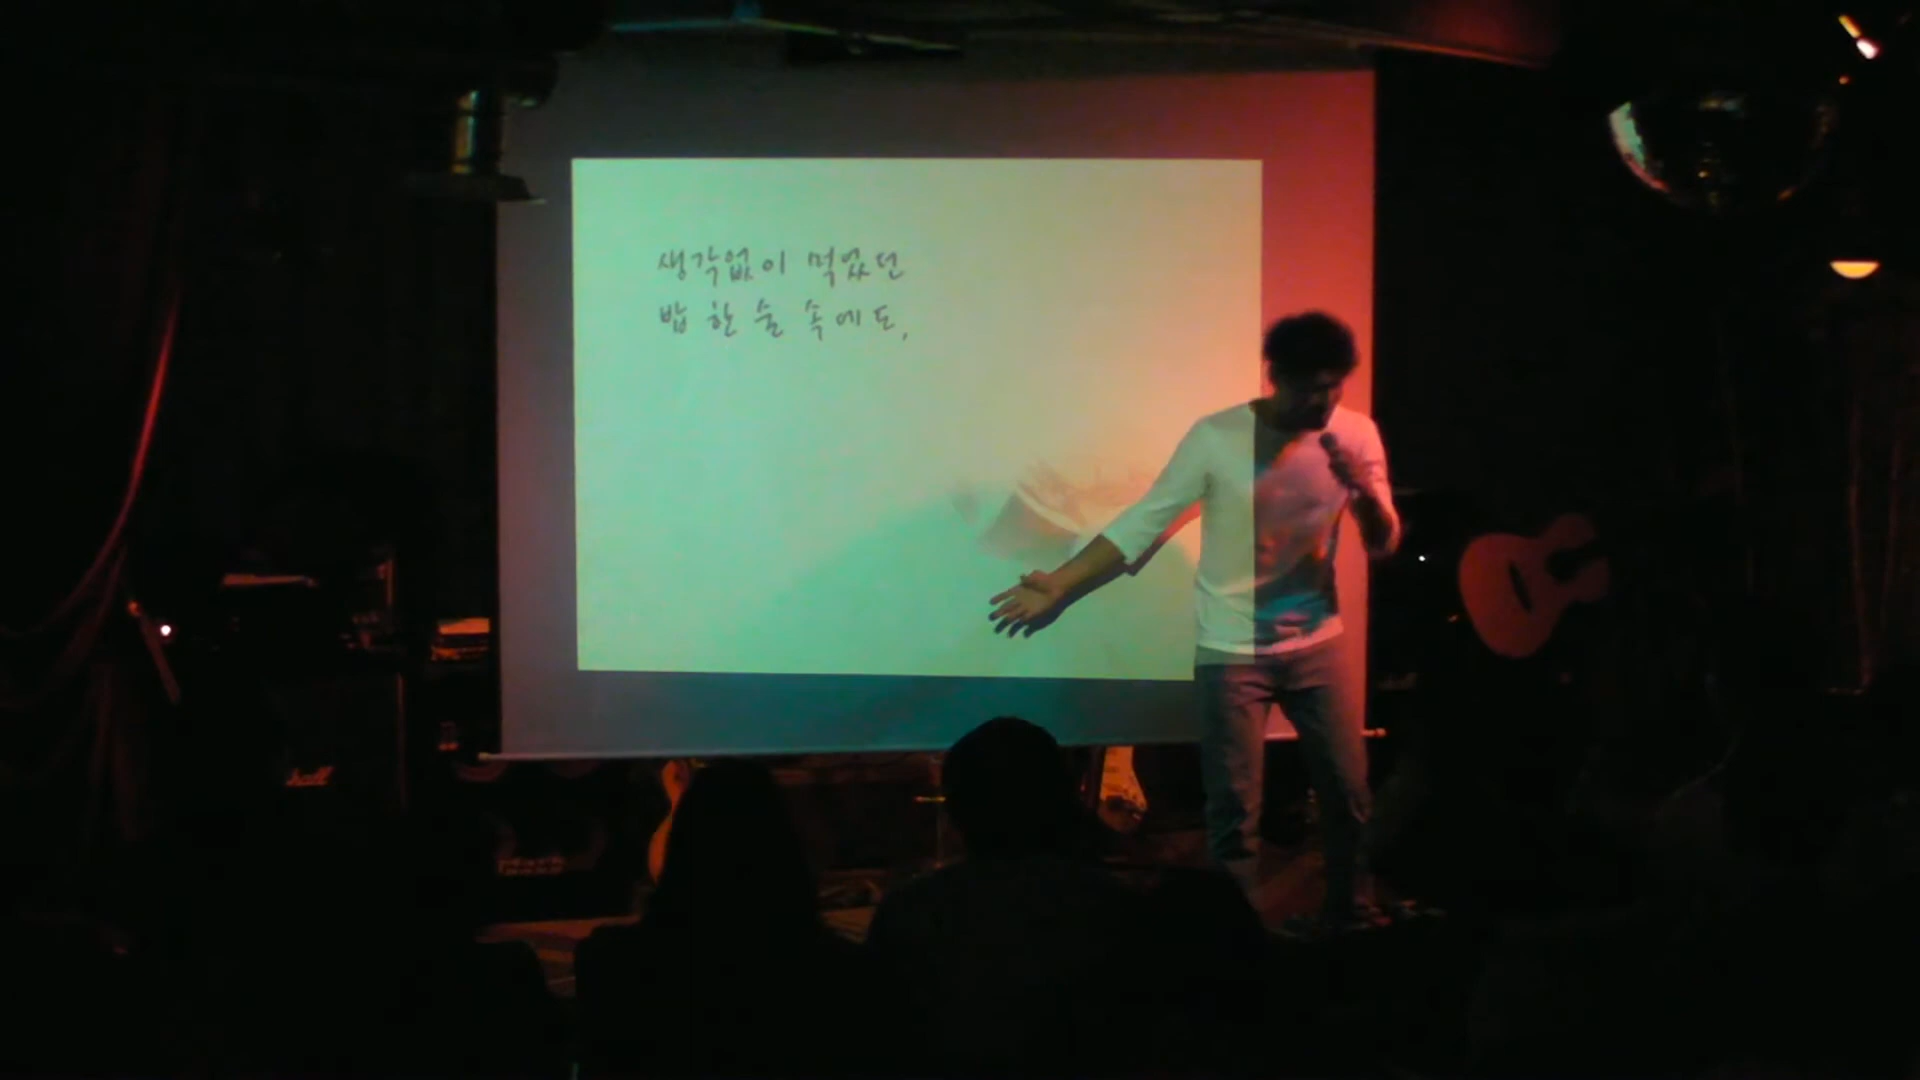 생각없이 먹었던
밥 한 술 속에도,